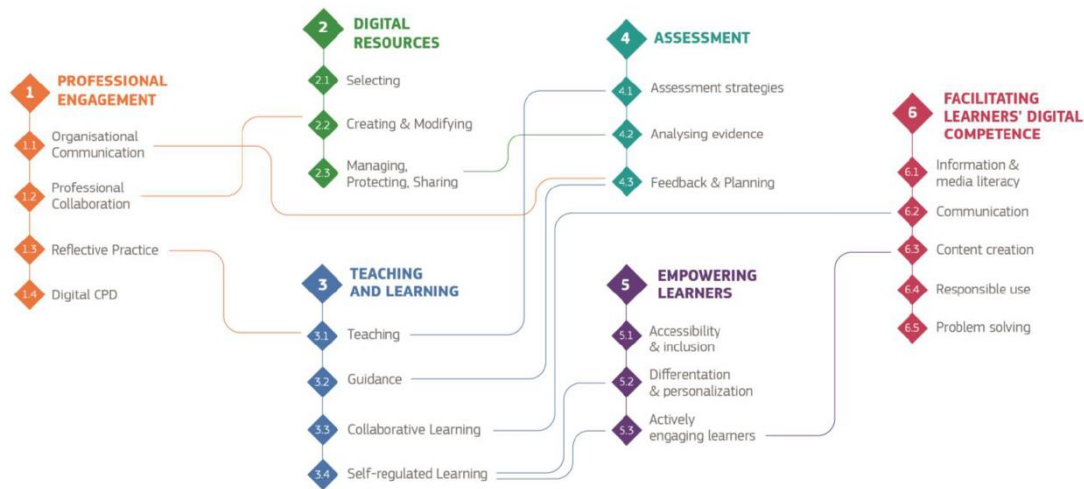 1
PROFESSIONAL
ENGAGEMENT
1.1
Organisational
Communication
1.2
Professional
Collaboration
1.3
Reflective Practice
1.4
Digital CPD
2
DIGITAL
RESOURCES
2.1
Selecting
2.2
Creating & Modifying
2.3
Managing,
Protecting, Sharing
3
TEACHING
AND LEARNING
3.1
Teaching
3.2
Guidance
3.3
Collaborative Learning
3.4
Self-regulated Learning
4
ASSESSMENT
4.1
Assessment strategies
4.2
Analysing evidence
4.3
Feedback & Planning
5
EMPOWERING
LEARNERS
5.1
Accessibility
& inclusion
5.2
Differentation
& personalization
5.3
Actively
engaging learners
6
FACILITATING
LEARNERS' DIGITAL
COMPETENCE
6.1
Information &
media literacy
6.2
Communication
6.3
Content creation
6.4
Responsible use
6.5
Problem solving